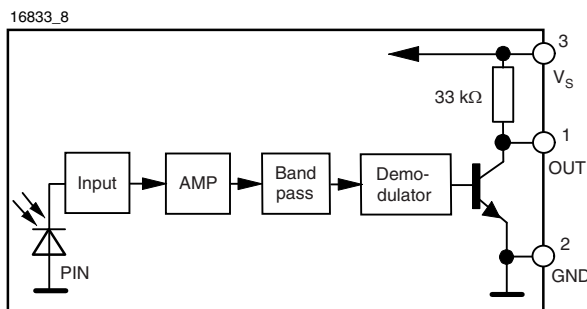 16833_8
3
V_S
33 kΩ
1
OUT
Input
AMP
Band
pass
Demo-
dulator
2
GND
PIN